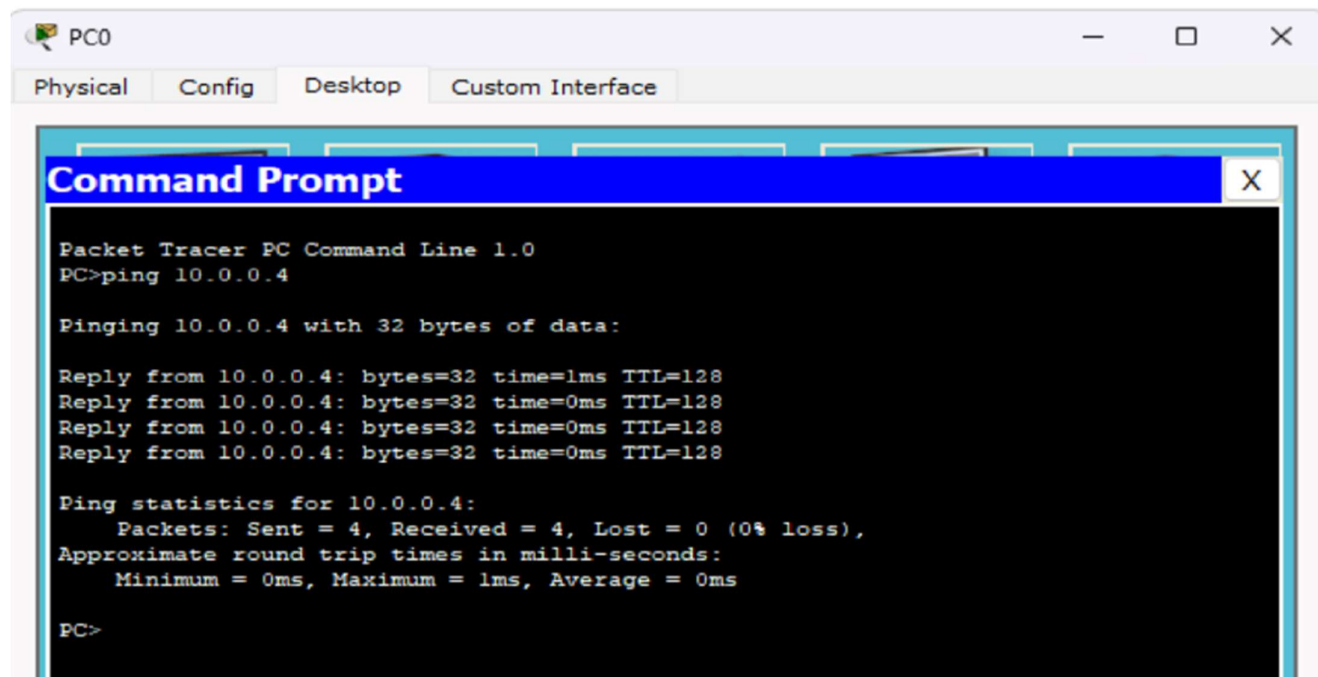 PC0
Physical Config Desktop Custom Interface
Command Prompt
X
Packet Tracer PC Command Line 1.0
PC>ping 10.0.0.4
Pinging 10.0.0.4 with 32 bytes of data:
Reply from 10.0.0.4: bytes=32 time=1ms TTL=128
Reply from 10.0.0.4: bytes=32 time=0ms TTL=128
Reply from 10.0.0.4: bytes=32 time=0ms TTL=128
Reply from 10.0.0.4: bytes=32 time=0ms TTL=128
Ping statistics for 10.0.0.4:
    Packets: Sent = 4, Received = 4, Lost = 0 (0% loss),
Approximate round trip times in milli-seconds:
    Minimum = 0ms, Maximum = 1ms, Average = 0ms
PC>